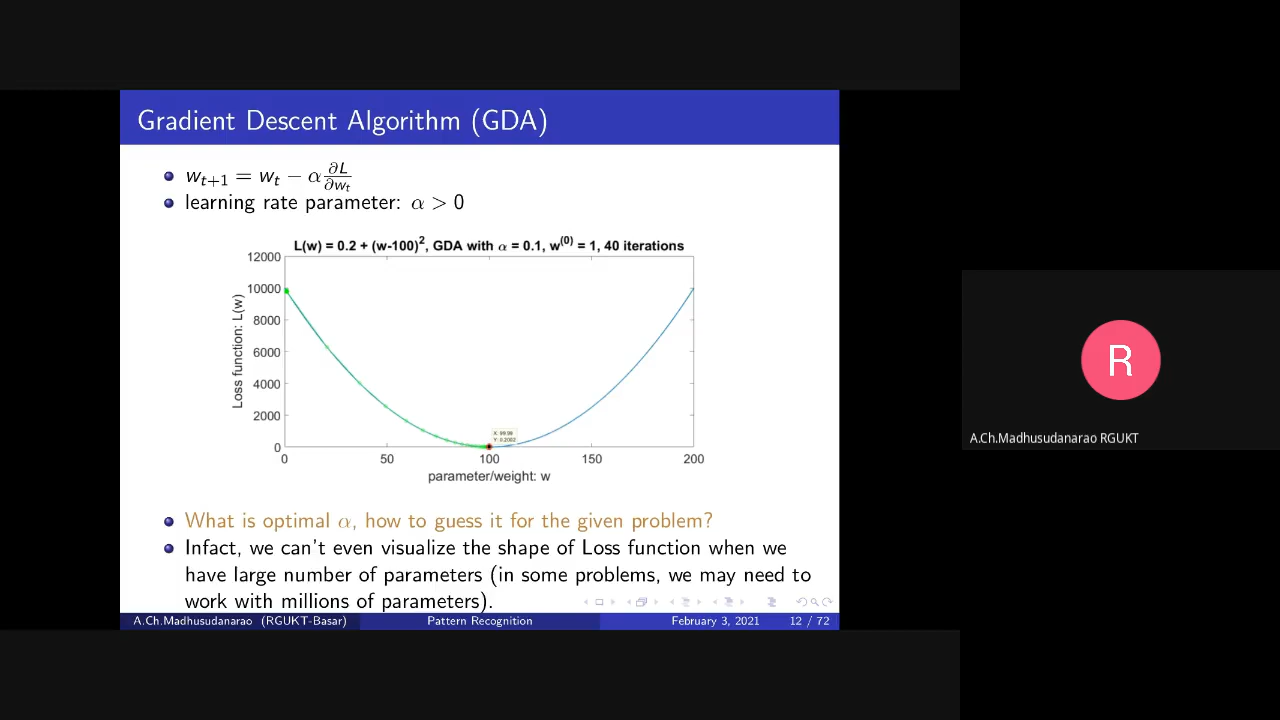 Gradient Descent Algorithm (GDA)
w_{t+1} = w_t − α ∂L/∂w_t
learning rate parameter: α > 0
L(w) = 0.2 + (w-100)^2, GDA with α = 0.1, w^(0) = 1, 40 iterations
12000
10000
8000
6000
4000
2000
0
Loss function: L(w)
X: 99.99
Y: 0.2002
0 50 100 150 200
parameter/weight: w
What is optimal α, how to guess it for the given problem?
Infact, we can't even visualize the shape of Loss function when we
have large number of parameters (in some problems, we may need to
work with millions of parameters).
A.Ch.Madhusudanarao (RGUKT-Basar) Pattern Recognition February 3, 2021 12 / 72
R
A.Ch.Madhusudanarao RGUKT